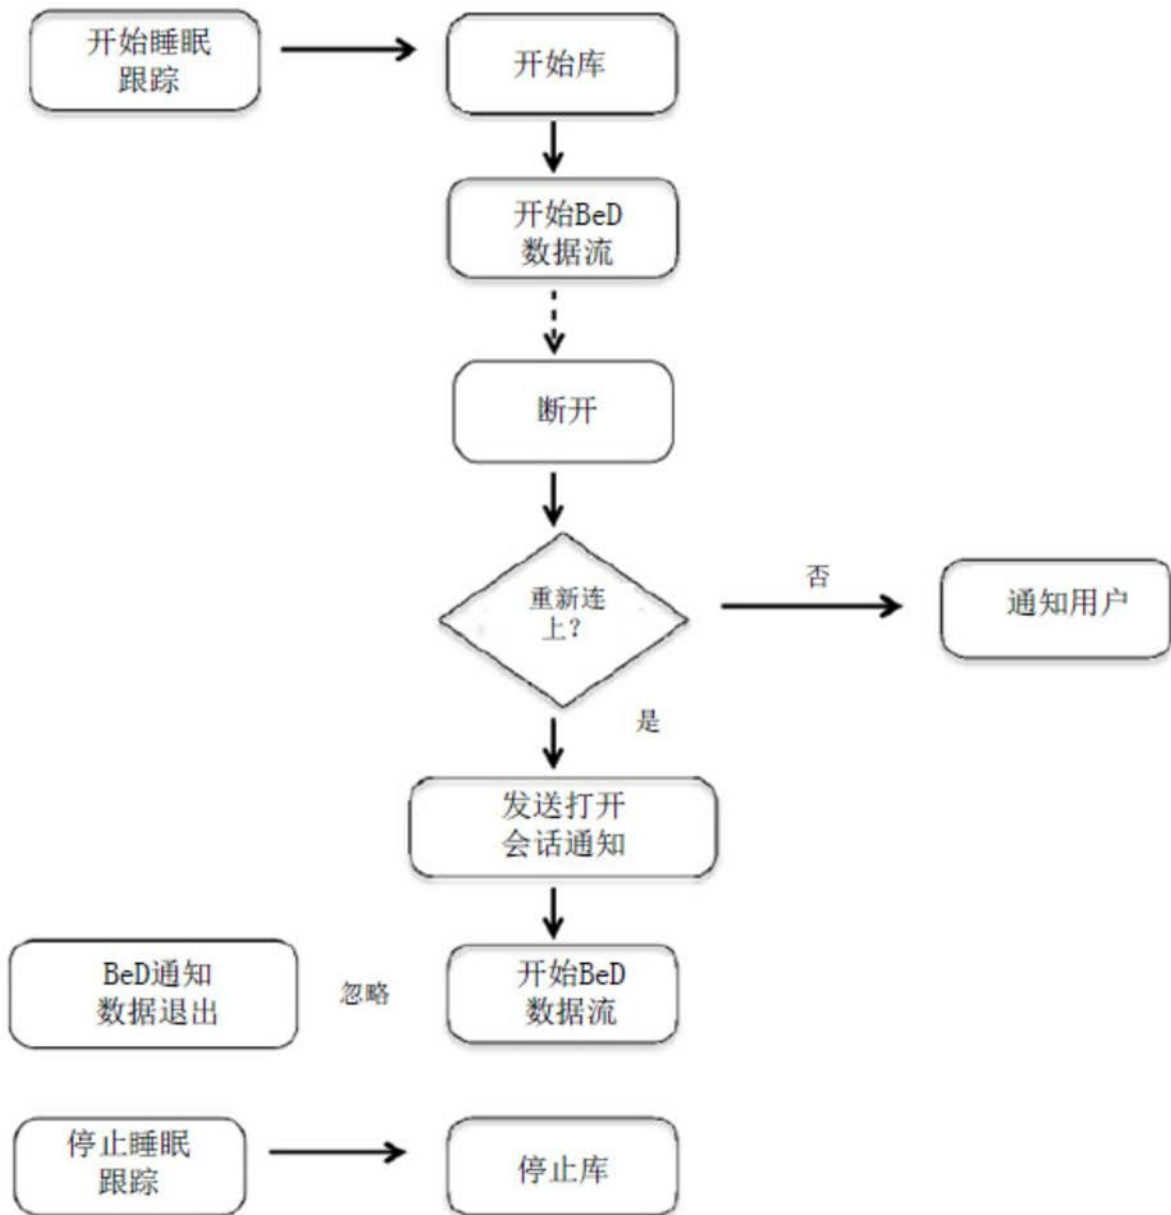 开始睡眠
跟踪
开始库
开始BeD
数据流
断开
重新连
上?
否
通知用户
是
发送打开
会话通知
BeD通知
数据退出
忽略
开始BeD
数据流
停止睡眠
跟踪
停止库